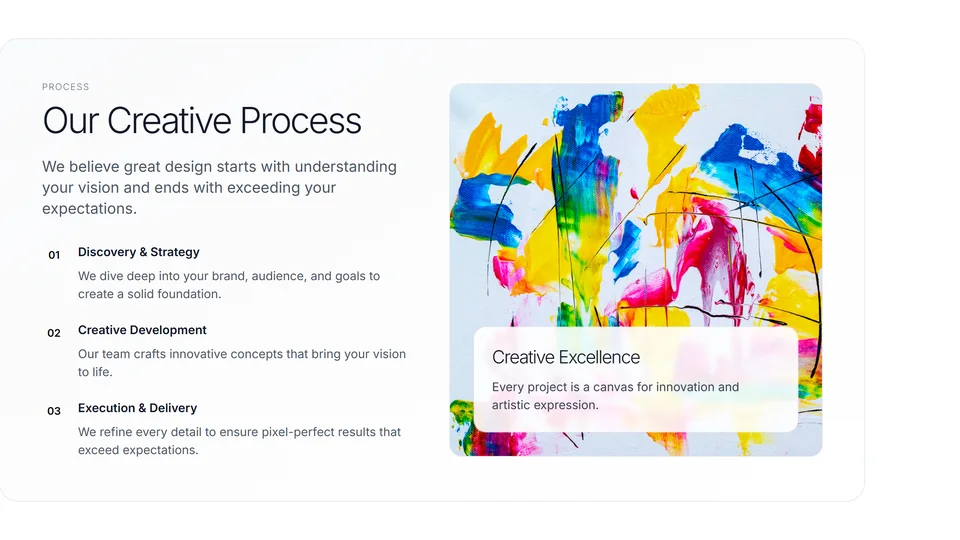 PROCESS
Our Creative Process
We believe great design starts with understanding
your vision and ends with exceeding your
expectations.
01
Discovery & Strategy
We dive deep into your brand, audience, and goals to
create a solid foundation.
02
Creative Development
Our team crafts innovative concepts that bring your vision
to life.
03
Execution & Delivery
We refine every detail to ensure pixel-perfect results that
exceed expectations.
Creative Excellence
Every project is a canvas for innovation and
artistic expression.